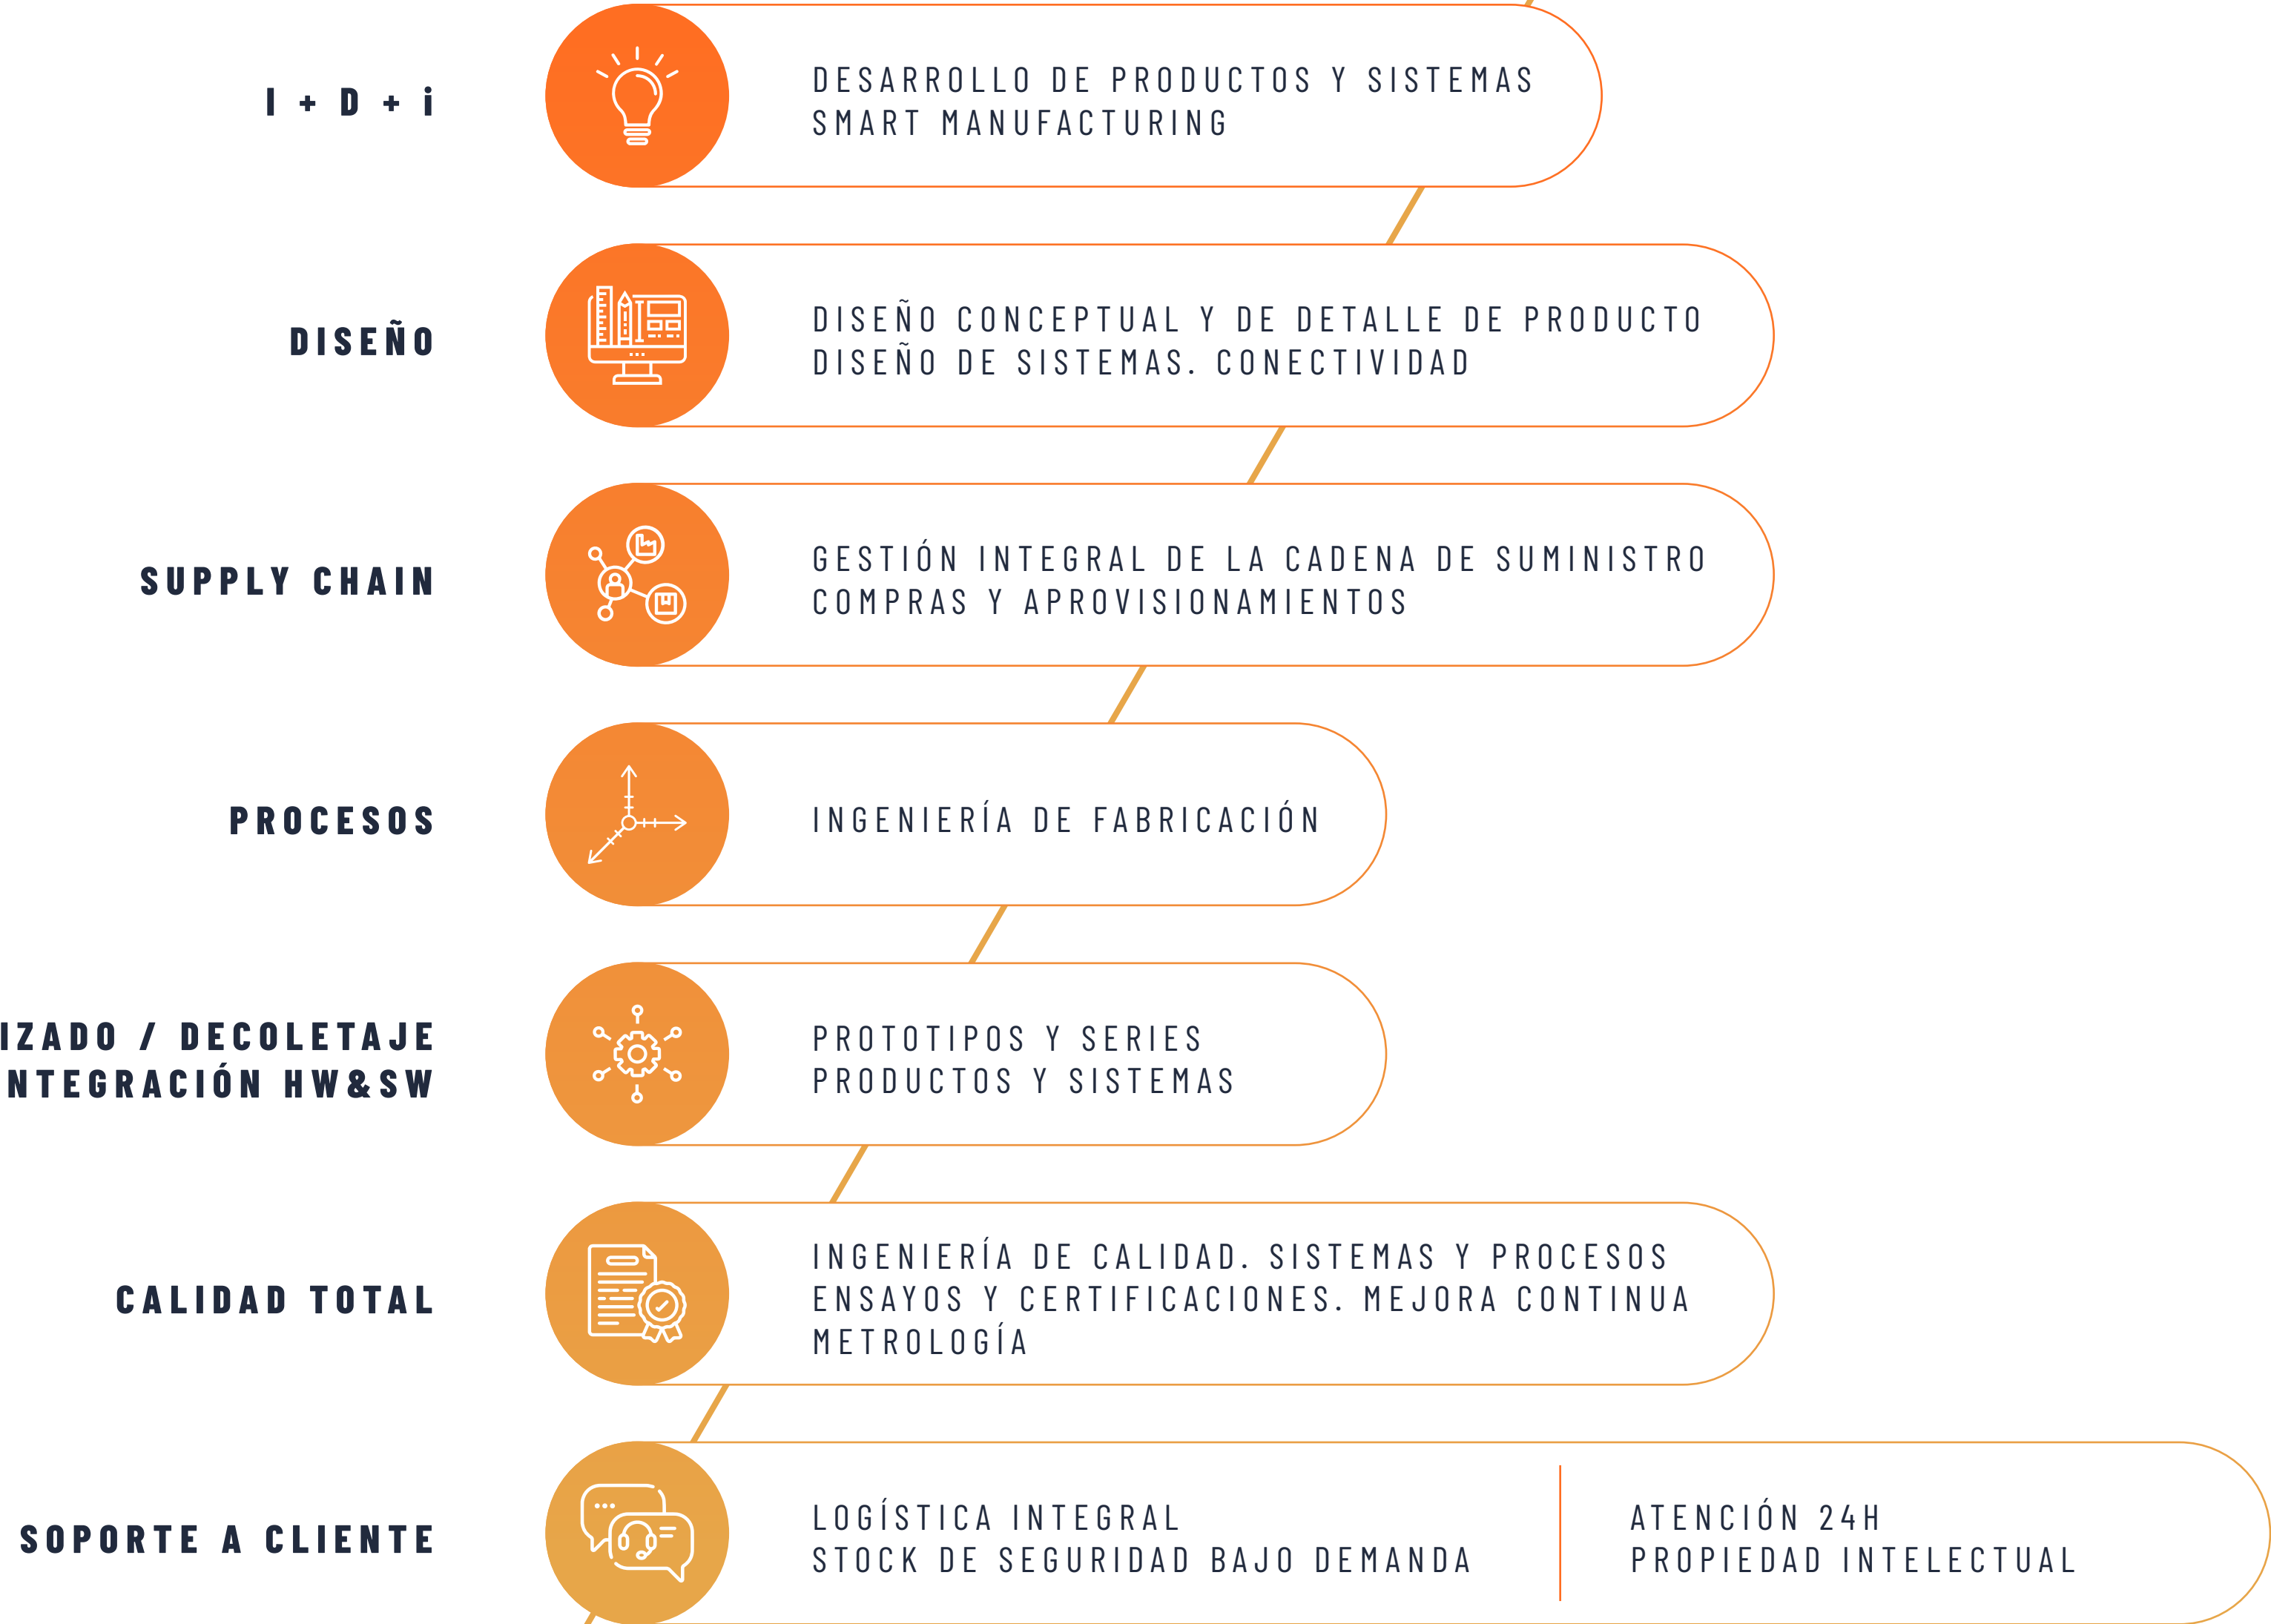 I + D + i
DESARROLLO DE PRODUCTOS Y SISTEMAS
SMART MANUFACTURING
DISEÑO
DISEÑO CONCEPTUAL Y DE DETALLE DE PRODUCTO
DISEÑO DE SISTEMAS. CONECTIVIDAD
SUPPLY CHAIN
GESTIÓN INTEGRAL DE LA CADENA DE SUMINISTRO
COMPRAS Y APROVISIONAMIENTOS
PROCESOS
INGENIERÍA DE FABRICACIÓN
IZADO / DECOLETAJE
NTEGRACIÓN HW&SW
PROTOTIPOS Y SERIES
PRODUCTOS Y SISTEMAS
CALIDAD TOTAL
INGENIERÍA DE CALIDAD. SISTEMAS Y PROCESOS
ENSAYOS Y CERTIFICACIONES. MEJORA CONTINUA
METROLOGÍA
SOPORTE A CLIENTE
LOGÍSTICA INTEGRAL
STOCK DE SEGURIDAD BAJO DEMANDA
ATENCIÓN 24H
PROPIEDAD INTELECTUAL